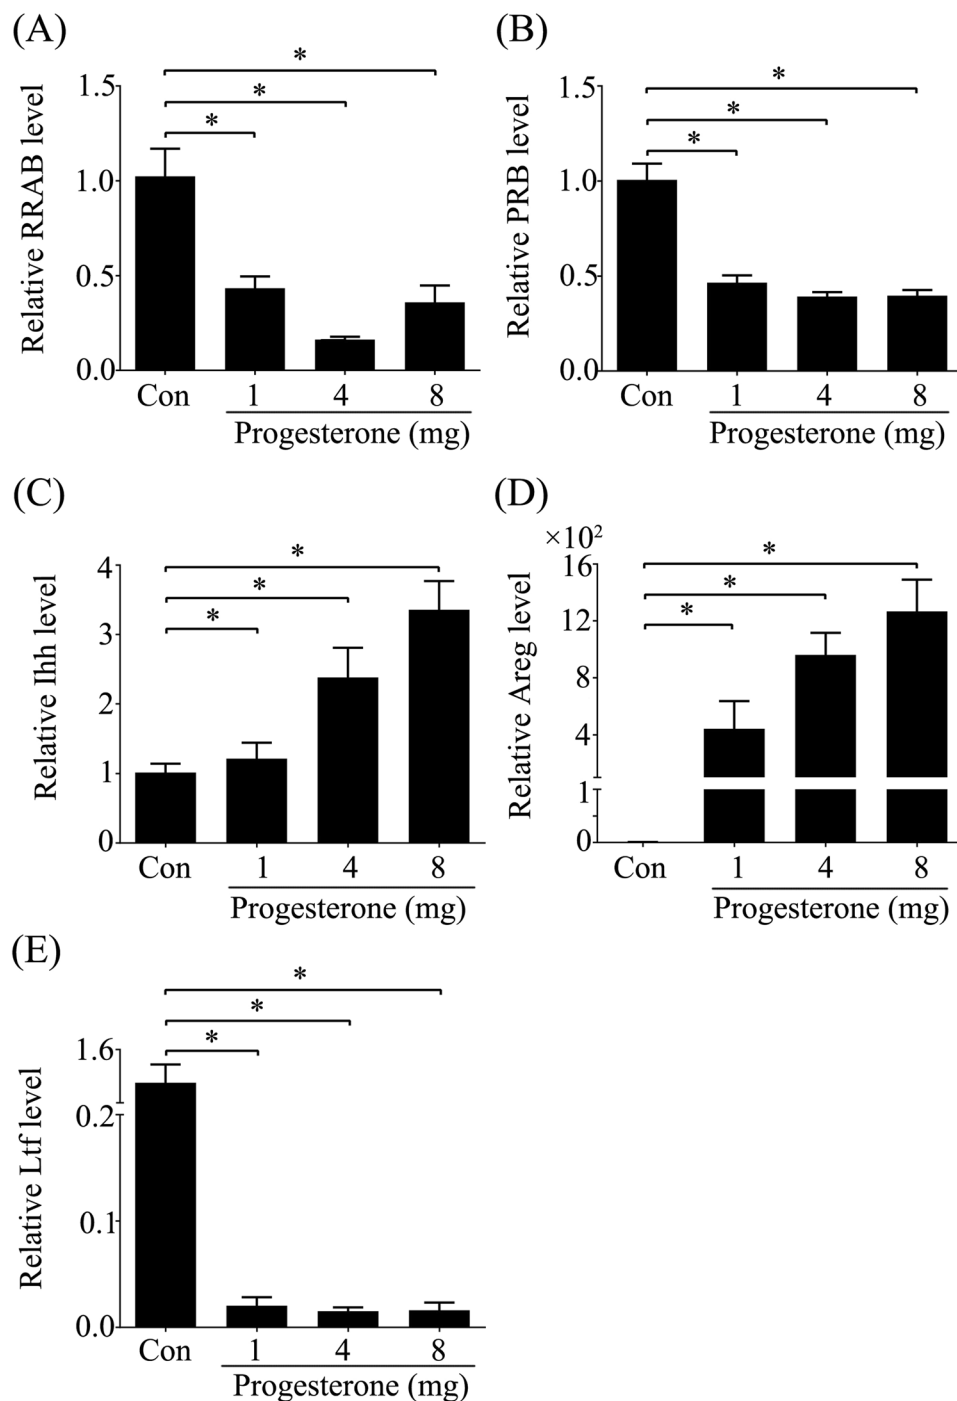 (A)
* 
* 
* 
Relative RRAB level
1.5
1.0
0.5
0.0
Con 1 4 8
Progesterone (mg)
(B)
* 
* 
* 
Relative PRB level
1.5
1.0
0.5
0.0
Con 1 4 8
Progesterone (mg)
(C)
* 
* 
* 
Relative Ihh level
4
3
2
1
0
Con 1 4 8
Progesterone (mg)
(D)
×10²
* 
* 
* 
Relative Areg level
16
12
8
4
1
0
Con 1 4 8
Progesterone (mg)
(E)
* 
* 
* 
Relative Ltf level
1.6
0.2
0.1
0.0
Con 1 4 8
Progesterone (mg)